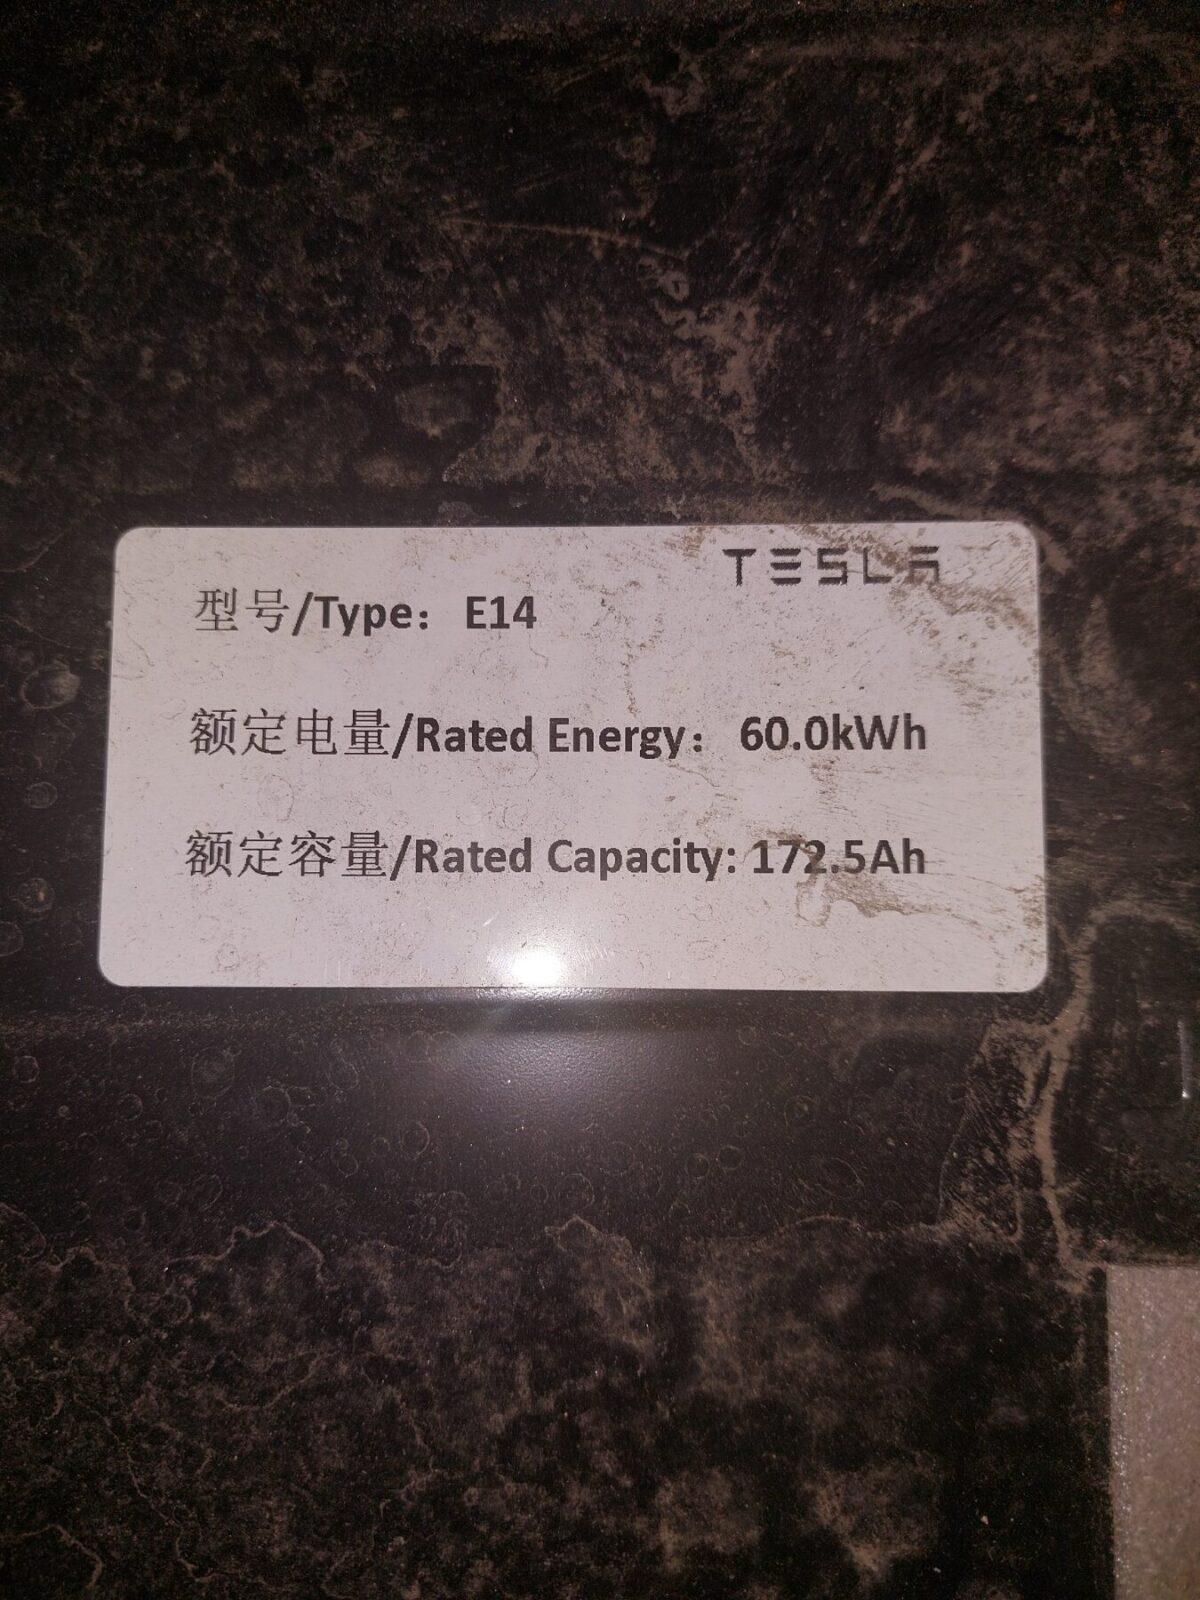 TESLA
型号/Type: E14
额定电量/Rated Energy: 60.0kWh
额定容量/Rated Capacity: 172.5Ah